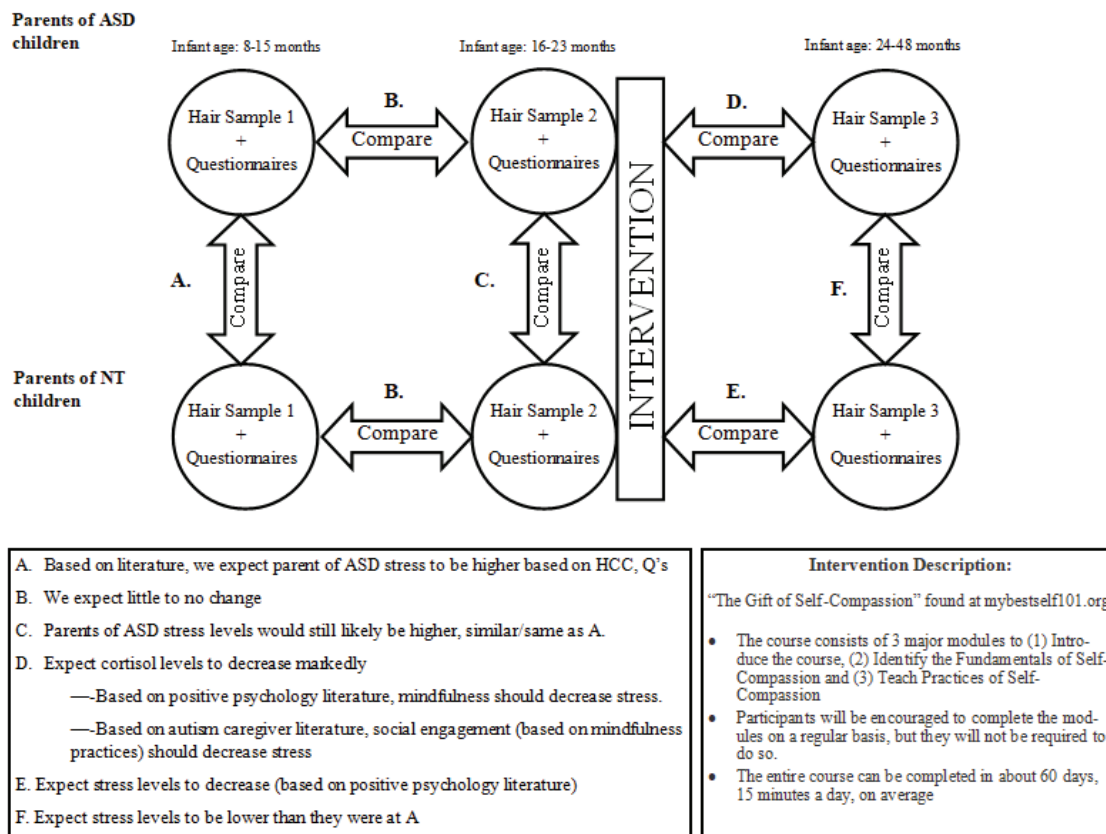 Parents of ASD
children
Infant age: 8-15 months
Infant age: 16-23 months
Infant age: 24-48 months
Hair Sample 1
+
Questionnaires
B.
Compare
Hair Sample 2
+
Questionnaires
D.
Compare
Hair Sample 3
+
Questionnaires
A.
Compare
C.
Compare
INTERVENTION
F.
Compare
Parents of NT
children
Hair Sample 1
+
Questionnaires
B.
Compare
Hair Sample 2
+
Questionnaires
E.
Compare
Hair Sample 3
+
Questionnaires
A. Based on literature, we expect parent of ASD stress to be higher based on HCC, Q's
B. We expect little to no change
C. Parents of ASD stress levels would still likely be higher, similar/same as A.
D. Expect cortisol levels to decrease markedly
—-Based on positive psychology literature, mindfulness should decrease stress.
—-Based on autism caregiver literature, social engagement (based on mindfulness
practices) should decrease stress
E. Expect stress levels to decrease (based on positive psychology literature)
F. Expect stress levels to be lower than they were at A
Intervention Description:
"The Gift of Self-Compassion" found at mybestself101.org
• The course consists of 3 major modules to (1) Intro-
duce the course, (2) Identify the Fundamentals of Self-
Compassion and (3) Teach Practices of Self-
Compassion
• Participants will be encouraged to complete the mod-
ules on a regular basis, but they will not be required to
do so.
• The entire course can be completed in about 60 days,
15 minutes a day, on average